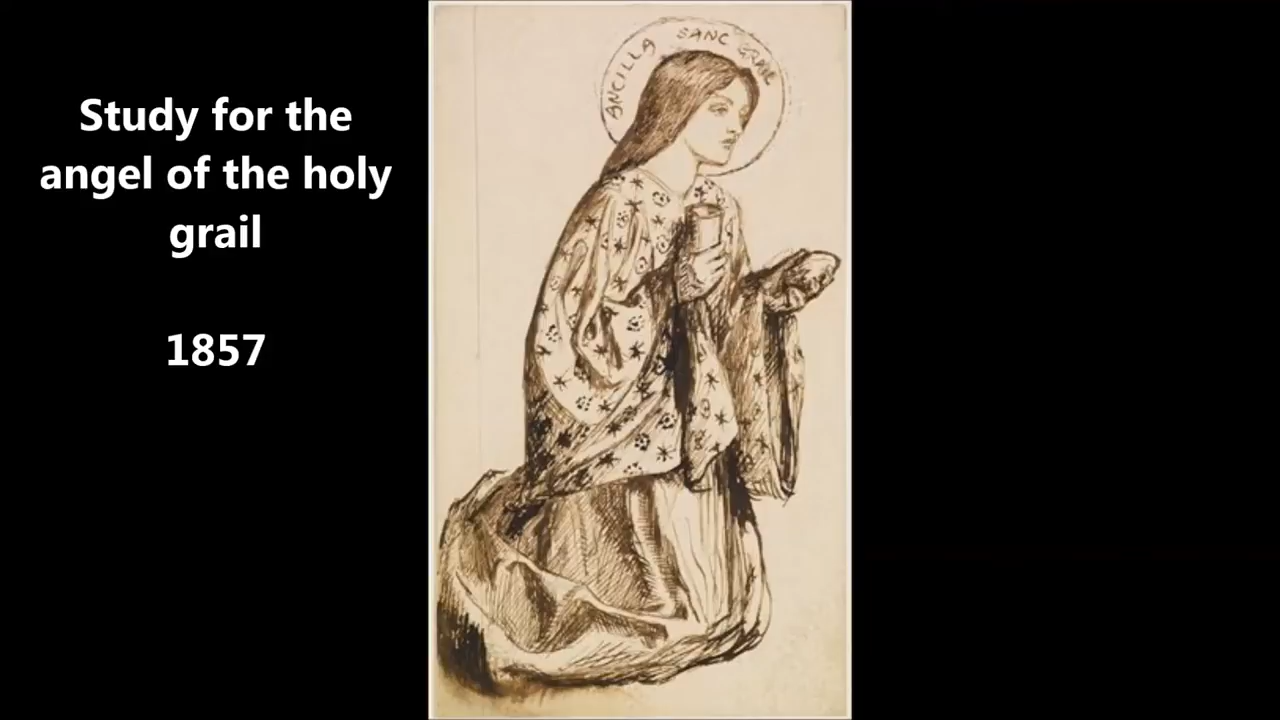 Study for the
angel of the holy
grail
1857
ANCILLA SANC GRAIL